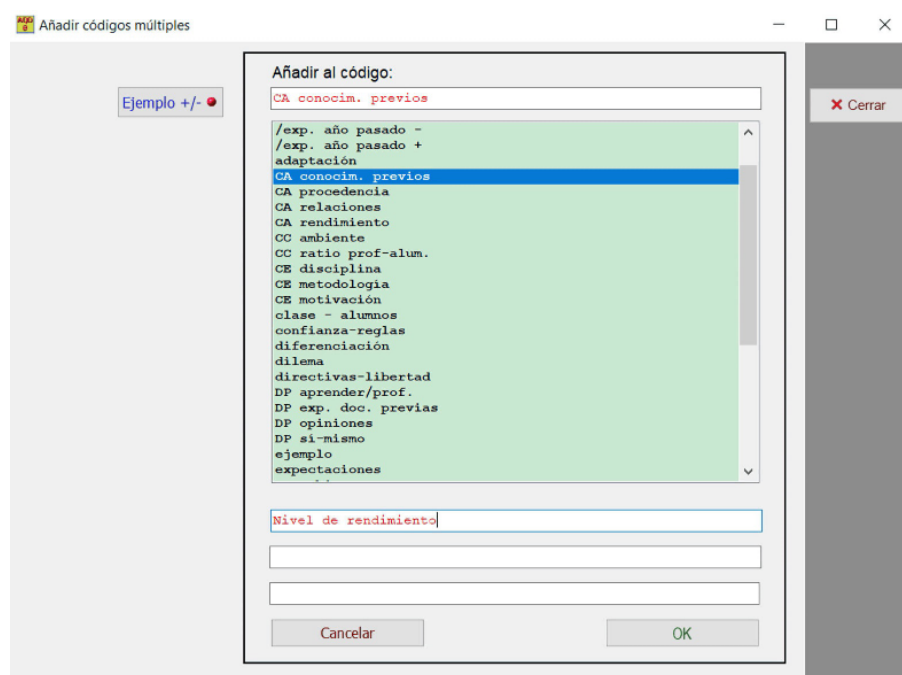 Añadir códigos múltiples
Añadir al código:
Ejemplo +/-
CA conocim. previos
Cerrar
/exp. año pasado -
/exp. año pasado +
adaptación
CA conocim. previos
CA procedencia
CA relaciones
CA rendimiento
CC ambiente
CC ratio prof-alum.
CE disciplina
CE metodología
CE motivación
clase - alumnos
confianza-reglas
diferenciación
dilema
directivas-libertad
DP aprender/prof.
DP exp. doc. previas
DP opiniones
DP sí-mismo
ejemplo
expectaciones
Nivel de rendimiento
Cancelar
OK